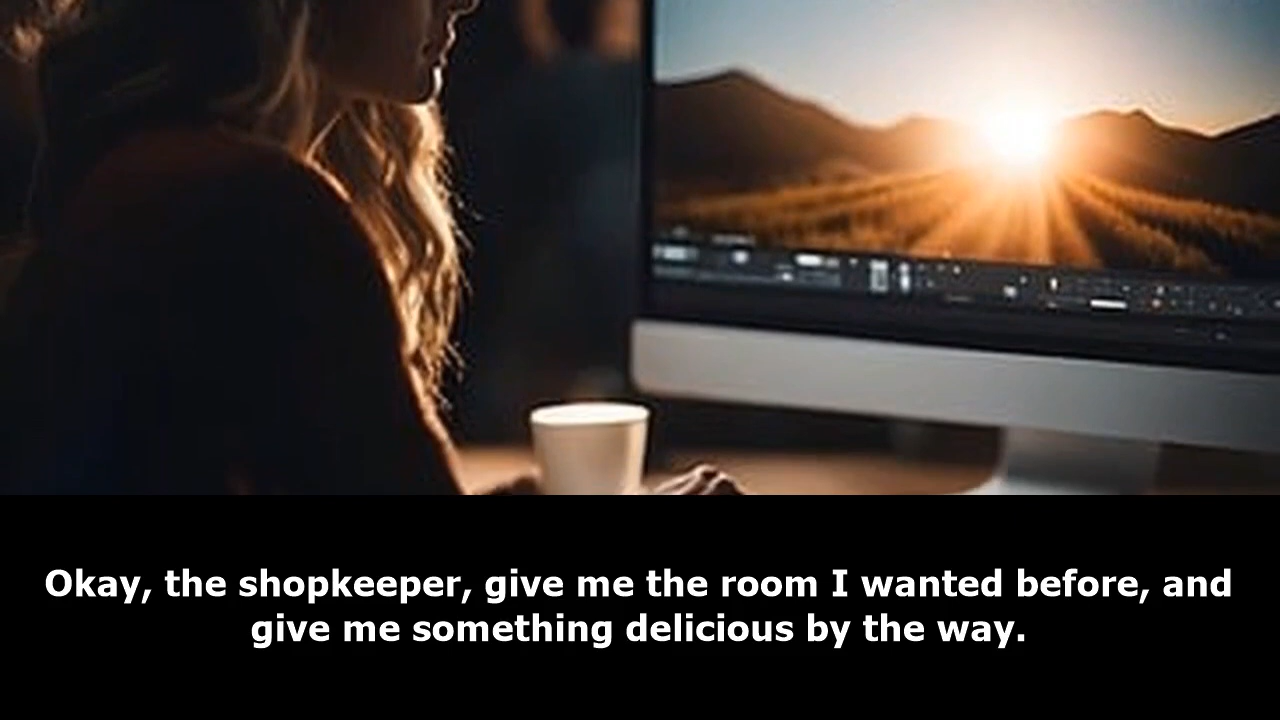 Okay, the shopkeeper, give me the room I wanted before, and
give me something delicious by the way.